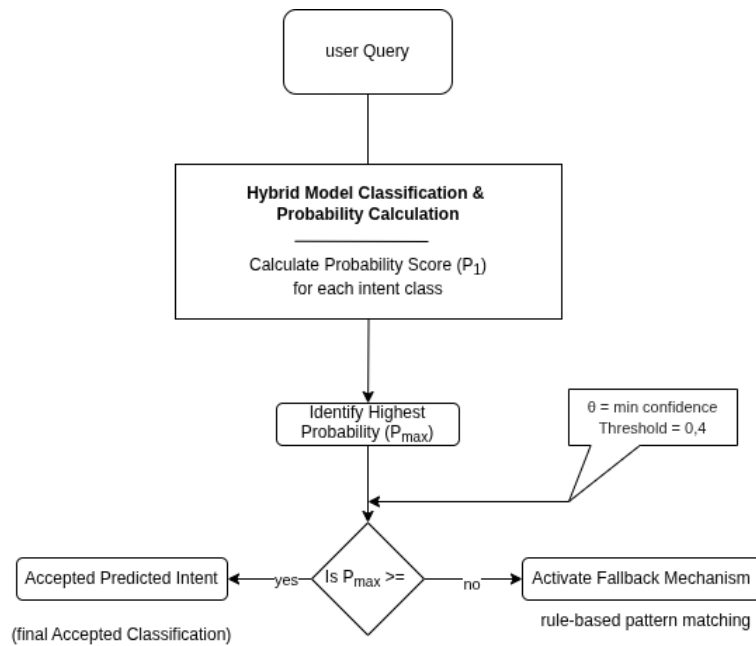 user Query
Hybrid Model Classification &
Probability Calculation
Calculate Probability Score (P₁)
for each intent class
Identify Highest
Probability (Pmax)
θ = min confidence
Threshold = 0,4
Is Pmax >=
yes
no
Accepted Predicted Intent
Activate Fallback Mechanism
(final Accepted Classification)
rule-based pattern matching